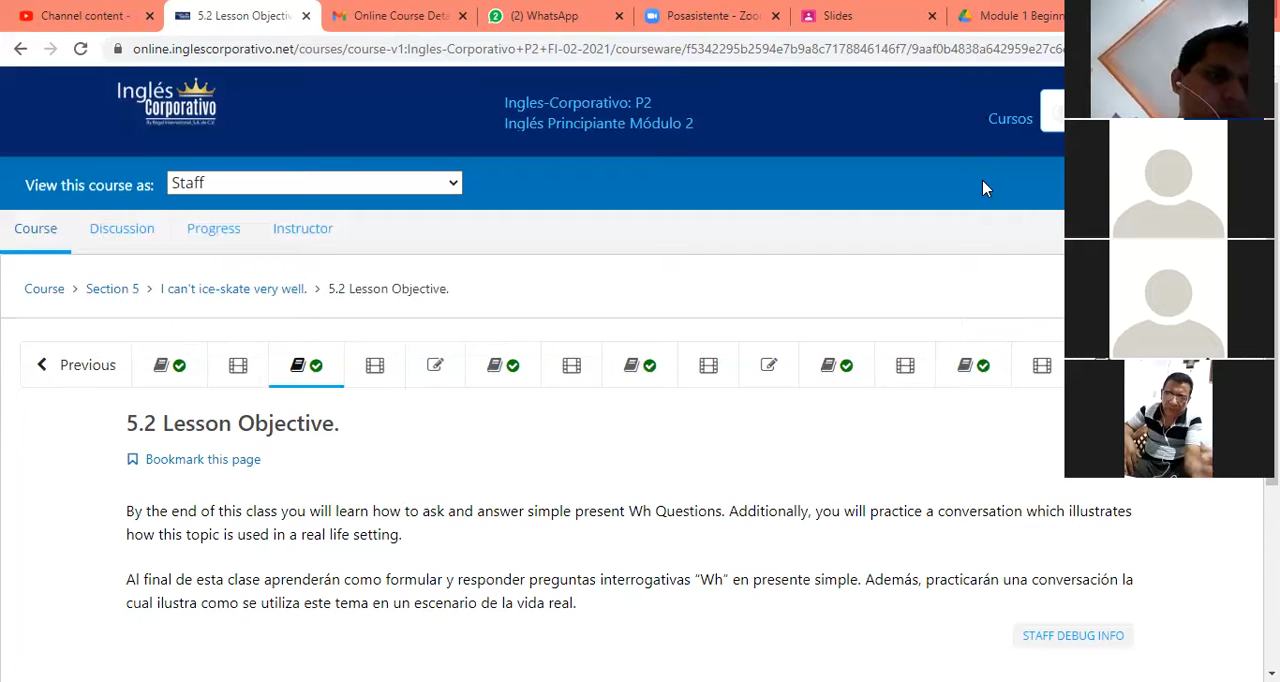 Channel content -
5.2 Lesson Objectiv
Online Course Deta
(2) WhatsApp
Posasistente - Zoo
Slides
Module 1 Beginn
online.inglescorporativo.net/courses/course-v1:Ingles-Corporativo+P2+FI-02-2021/courseware/f5342295b2594e7b9a8c7178846146f7/9aaf0b4838a642959e27c6
Inglés
Corporativo
Ingles-Corporativo: P2
Inglés Principiante Módulo 2
Cursos
View this course as:
Staff
Course
Discussion
Progress
Instructor
Course > Section 5 > I can't ice-skate very well. > 5.2 Lesson Objective.
Previous
5.2 Lesson Objective.
Bookmark this page
By the end of this class you will learn how to ask and answer simple present Wh Questions. Additionally, you will practice a conversation which illustrates
how this topic is used in a real life setting.
Al final de esta clase aprenderán como formular y responder preguntas interrogativas “Wh” en presente simple. Además, practicarán una conversación la
cual ilustra como se utiliza este tema en un escenario de la vida real.
STAFF DEBUG INFO